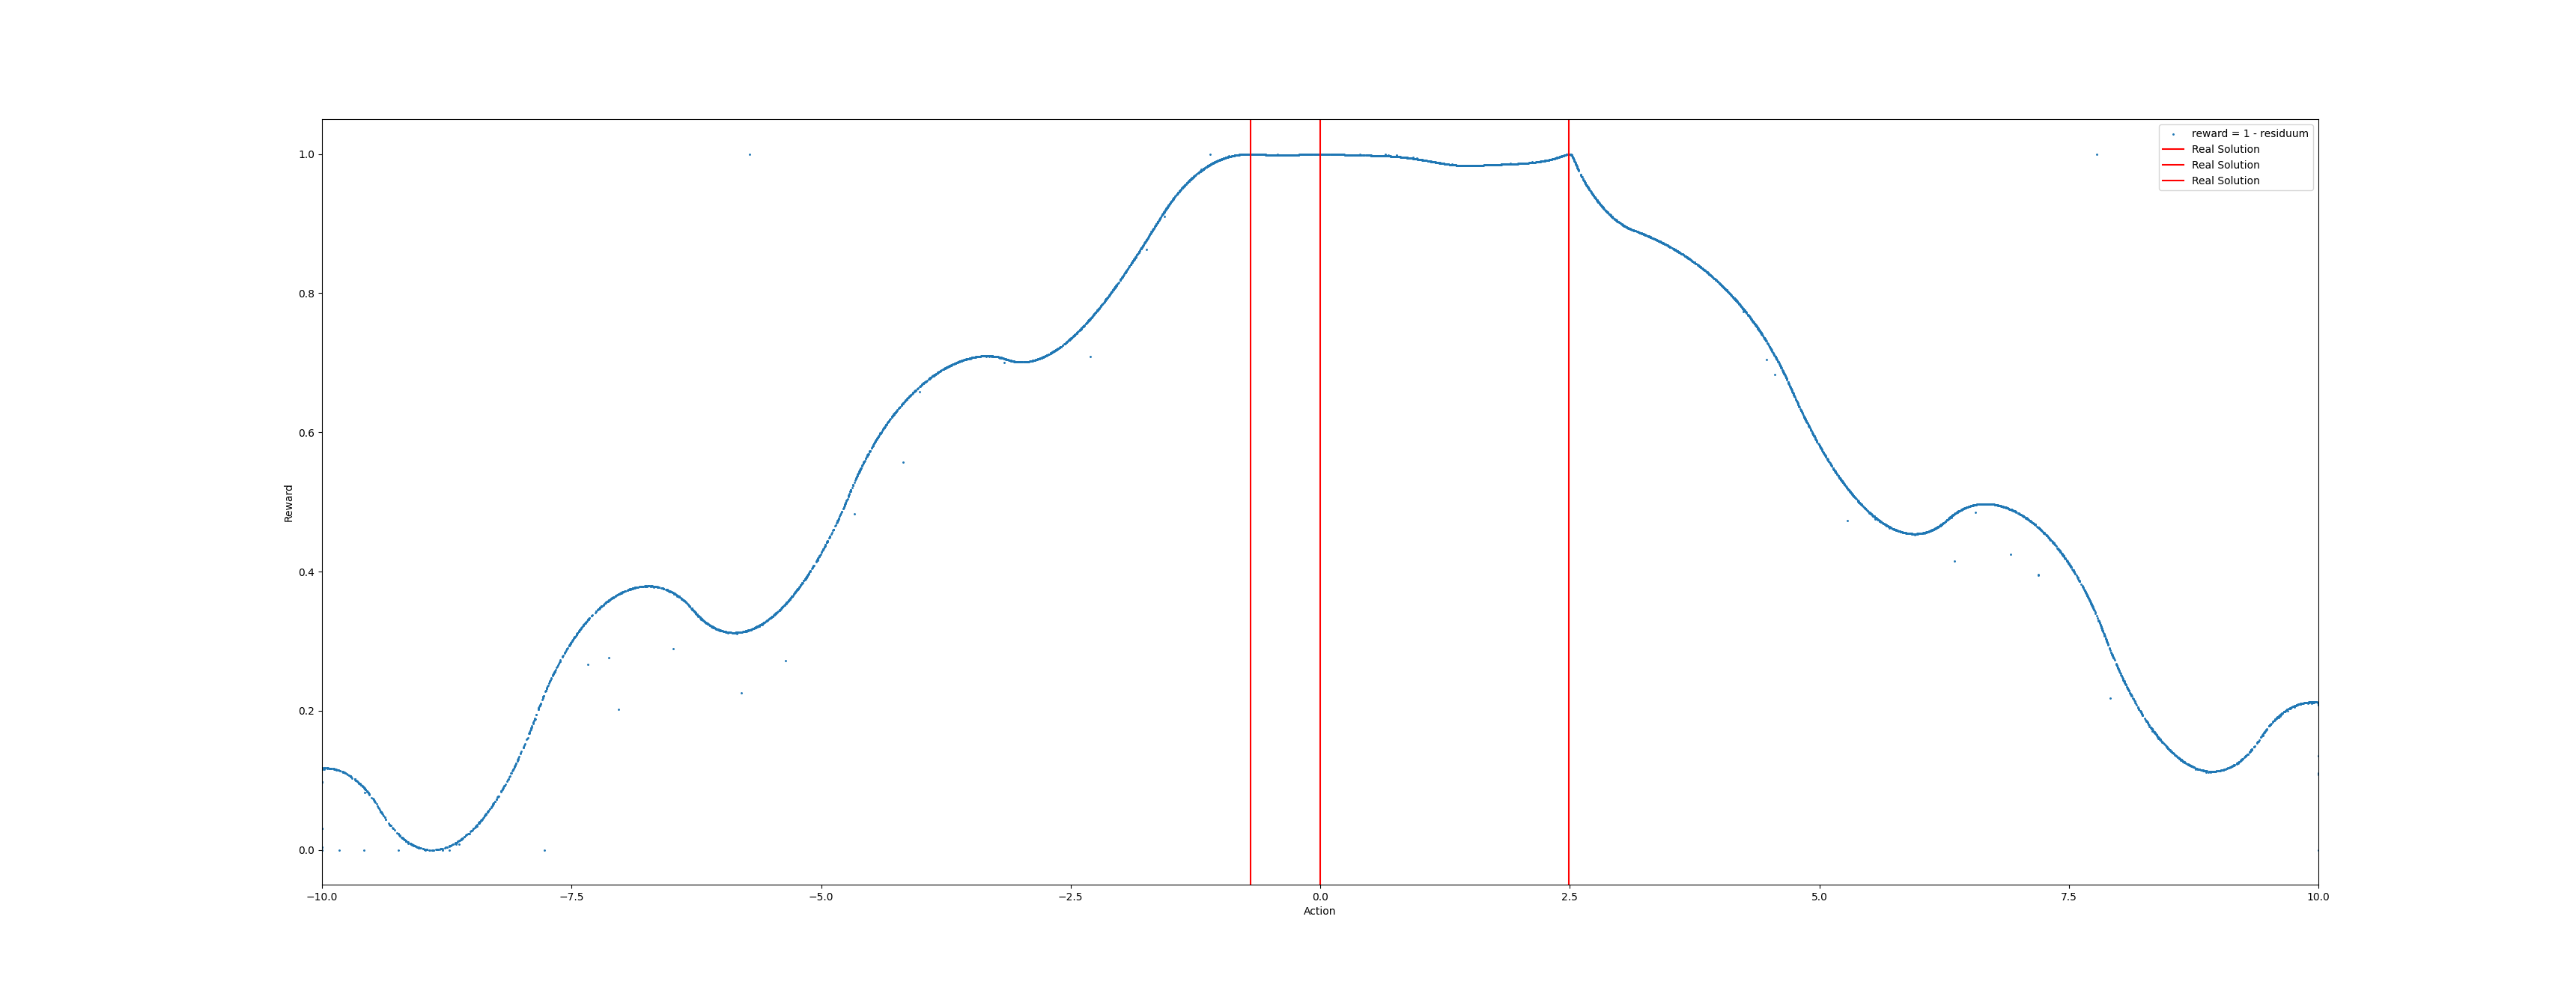 reward = 1 - residuum
Real Solution
Real Solution
Real Solution
1.0
0.8
0.6
0.4
0.2
0.0
Reward
−10.0 −7.5 −5.0 −2.5 0.0 2.5 5.0 7.5 10.0
Action